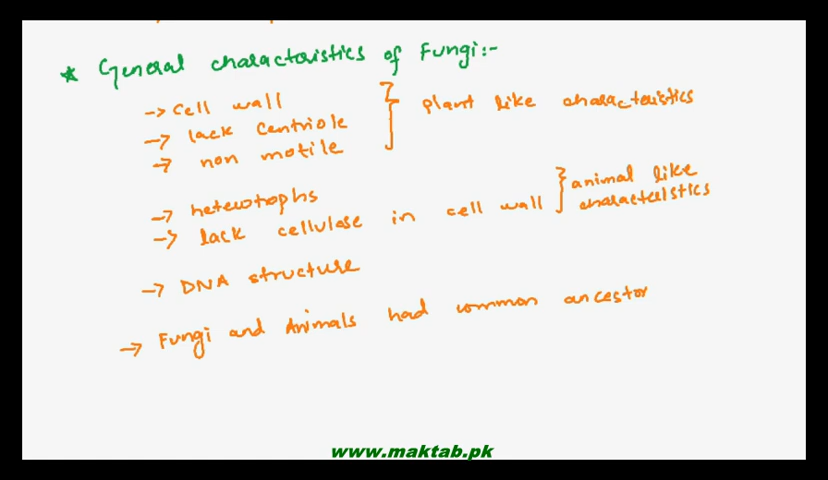 * General characteristics of Fungi:-
→ cell wall
→ lack centriole
→ non motile
} plant like characteristics
→ heterotrophs
→ lack cellulose in cell wall
} animal like
characteristics
→ DNA structure
→ Fungi and Animals had common ancestor
www.maktab.pk